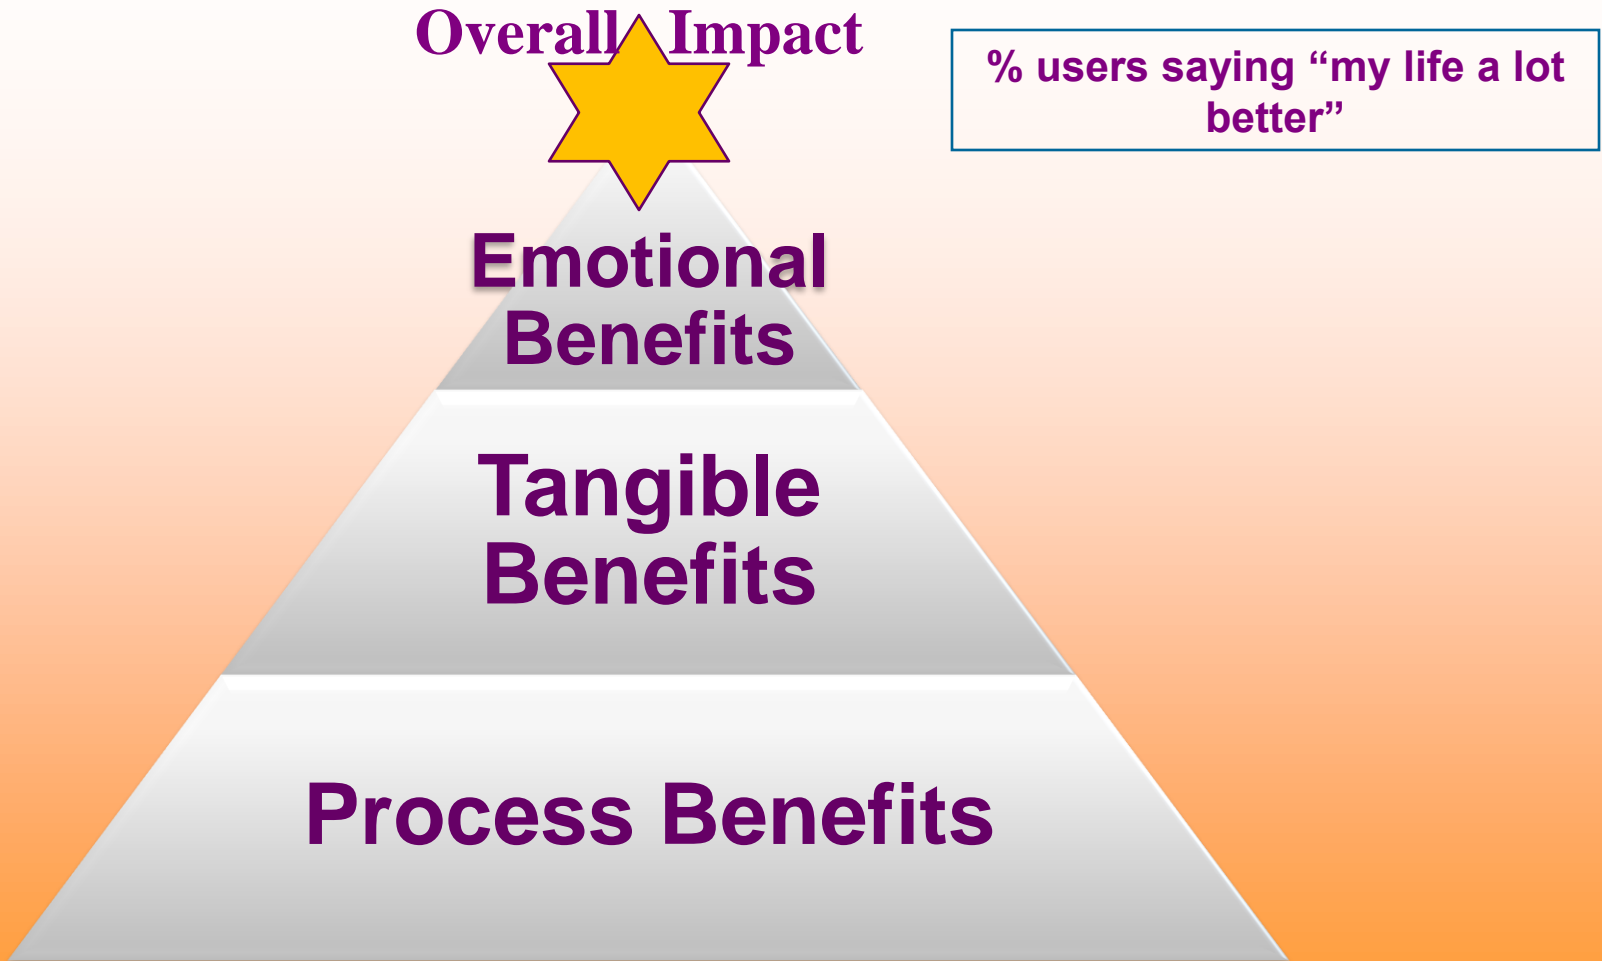 Overall Impact
% users saying “my life a lot
better”
Emotional
Benefits
Tangible
Benefits
Process Benefits